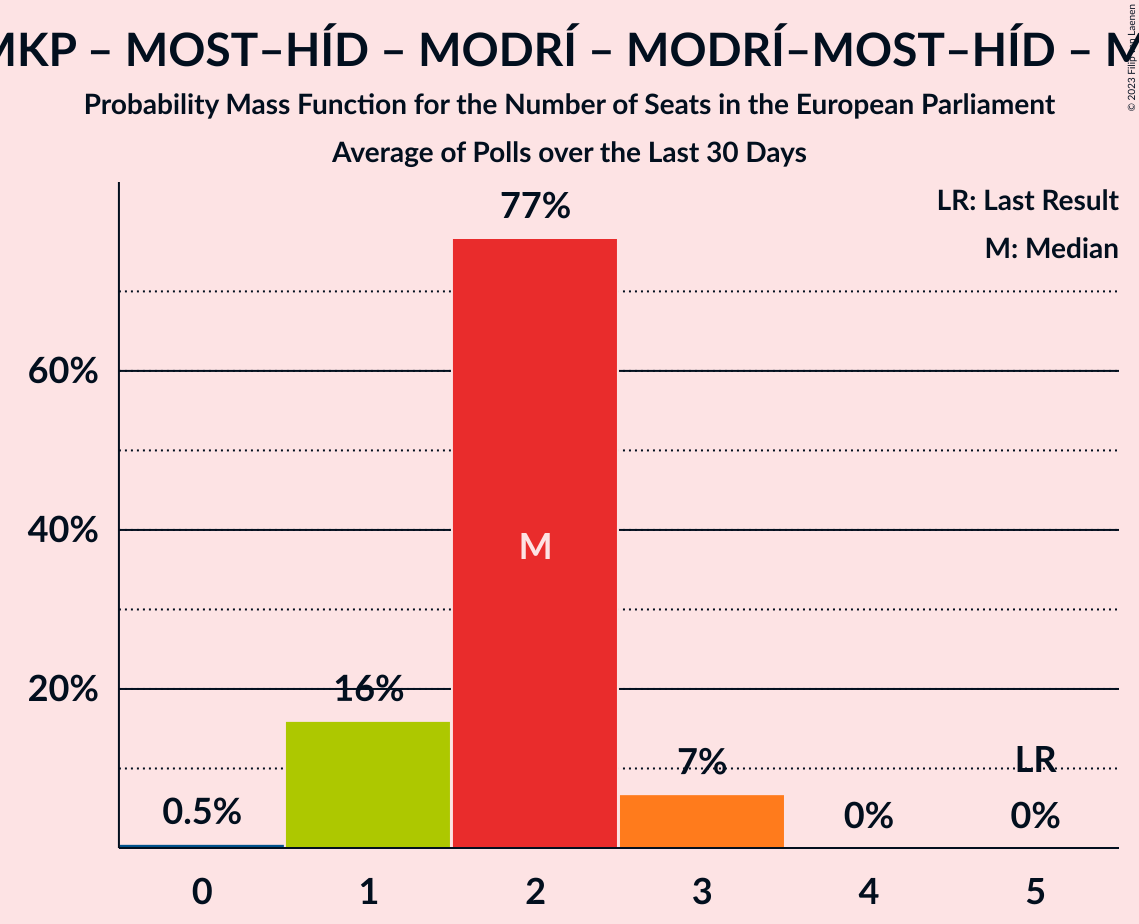 MKP – MOST–HÍD – MODRÍ – MODRÍ–MOST–HÍD – M
Probability Mass Function for the Number of Seats in the European Parliament
Average of Polls over the Last 30 Days
© 2023 Filip van Laenen
LR: Last Result
M: Median
77%
60%
M
40%
20%
16%
7%
LR
0.5%
0%
0%
0 1 2 3 4 5